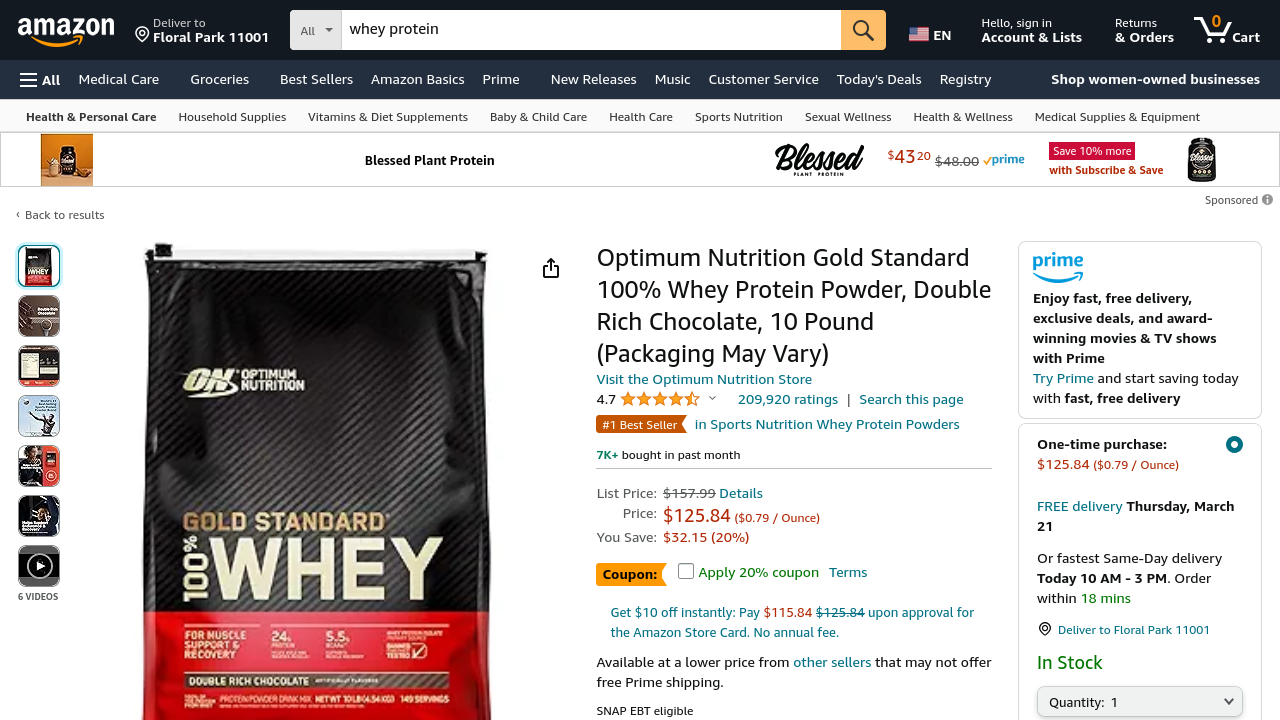 amazon
Deliver to
Floral Park 11001
All
whey protein
EN
Hello, sign in
Account & Lists
Returns
& Orders
0
Cart
All
Medical Care
Groceries
Best Sellers
Amazon Basics
Prime
New Releases
Music
Customer Service
Today's Deals
Registry
Shop women-owned businesses
Health & Personal Care
Household Supplies
Vitamins & Diet Supplements
Baby & Child Care
Health Care
Sports Nutrition
Sexual Wellness
Health & Wellness
Medical Supplies & Equipment
Blessed Plant Protein
Blessed
PLANT PROTEIN
$43 20 $48.00 prime
Save 10% more
with Subscribe & Save
Sponsored
‹ Back to results
6 VIDEOS
ON OPTIMUM
NUTRITION
GOLD STANDARD
100% WHEY
FOR MUSCLE
SUPPORT &
RECOVERY
24g
PROTEIN
5.5g
BCAAs
DOUBLE RICH CHOCOLATE
PROTEIN POWDER DRINK MIX NET WT 10 LB (4.54 KG) 149 SERVINGS
Optimum Nutrition Gold Standard
100% Whey Protein Powder, Double
Rich Chocolate, 10 Pound
(Packaging May Vary)
Visit the Optimum Nutrition Store
4.7
209,920 ratings | Search this page
#1 Best Seller in Sports Nutrition Whey Protein Powders
7K+ bought in past month
List Price: $157.99 Details
Price: $125.84 ($0.79 / Ounce)
You Save: $32.15 (20%)
Coupon: Apply 20% coupon Terms
Get $10 off instantly: Pay $115.84 $125.84 upon approval for
the Amazon Store Card. No annual fee.
Available at a lower price from other sellers that may not offer
free Prime shipping.
SNAP EBT eligible
prime
Enjoy fast, free delivery,
exclusive deals, and award-
winning movies & TV shows
with Prime
Try Prime and start saving today
with fast, free delivery
One-time purchase:
$125.84 ($0.79 / Ounce)
FREE delivery Thursday, March
21
Or fastest Same-Day delivery
Today 10 AM - 3 PM. Order
within 18 mins
Deliver to Floral Park 11001
In Stock
Quantity: 1